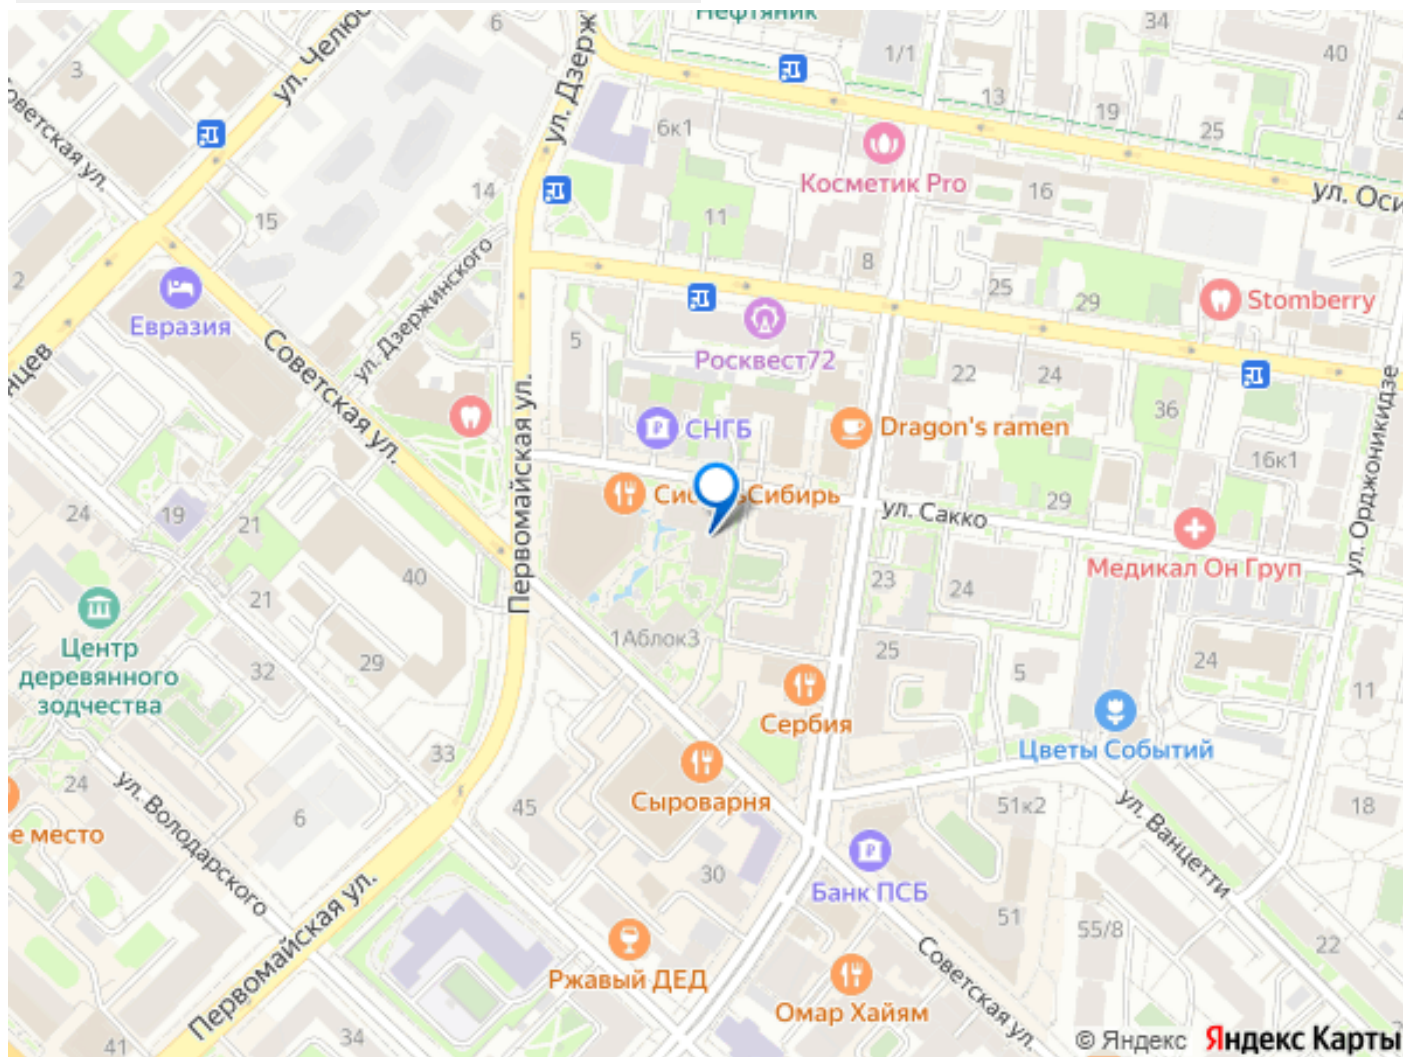 Нефтяник
6
34
3
ул. Челюс
ул. Дзерж
1/1
40
оветская ул.
13
19
25
6к1
Косметик Pro
16
ул. Оси
14
15
11
8
2
25
29
Stomberry
Евразия
ул. Дзержинского
5
Росквест72
нцев
Советская ул.
Первомайская ул.
22
24
36
ул. Орджоникидзе
СНГБ
Dragon's ramen
16к1
СибирьСибирь
29
ул. Сакко
24
19
21
Медикал Он Груп
40
23
24
21
Центр
деревянного
зодчества
1Аблок3
32
29
25
5
24
11
Сербия
33
Цветы Событий
24
Сыроварня
45
51к2
18
6
е место
ул. Володарского
ул. Ванцетти
30
Банк ПСБ
Первомайская ул.
51
55/8
22
Ржавый ДЕД
Советская ул.
Омар Хайям
34
41
© Яндекс Яндекс Карты